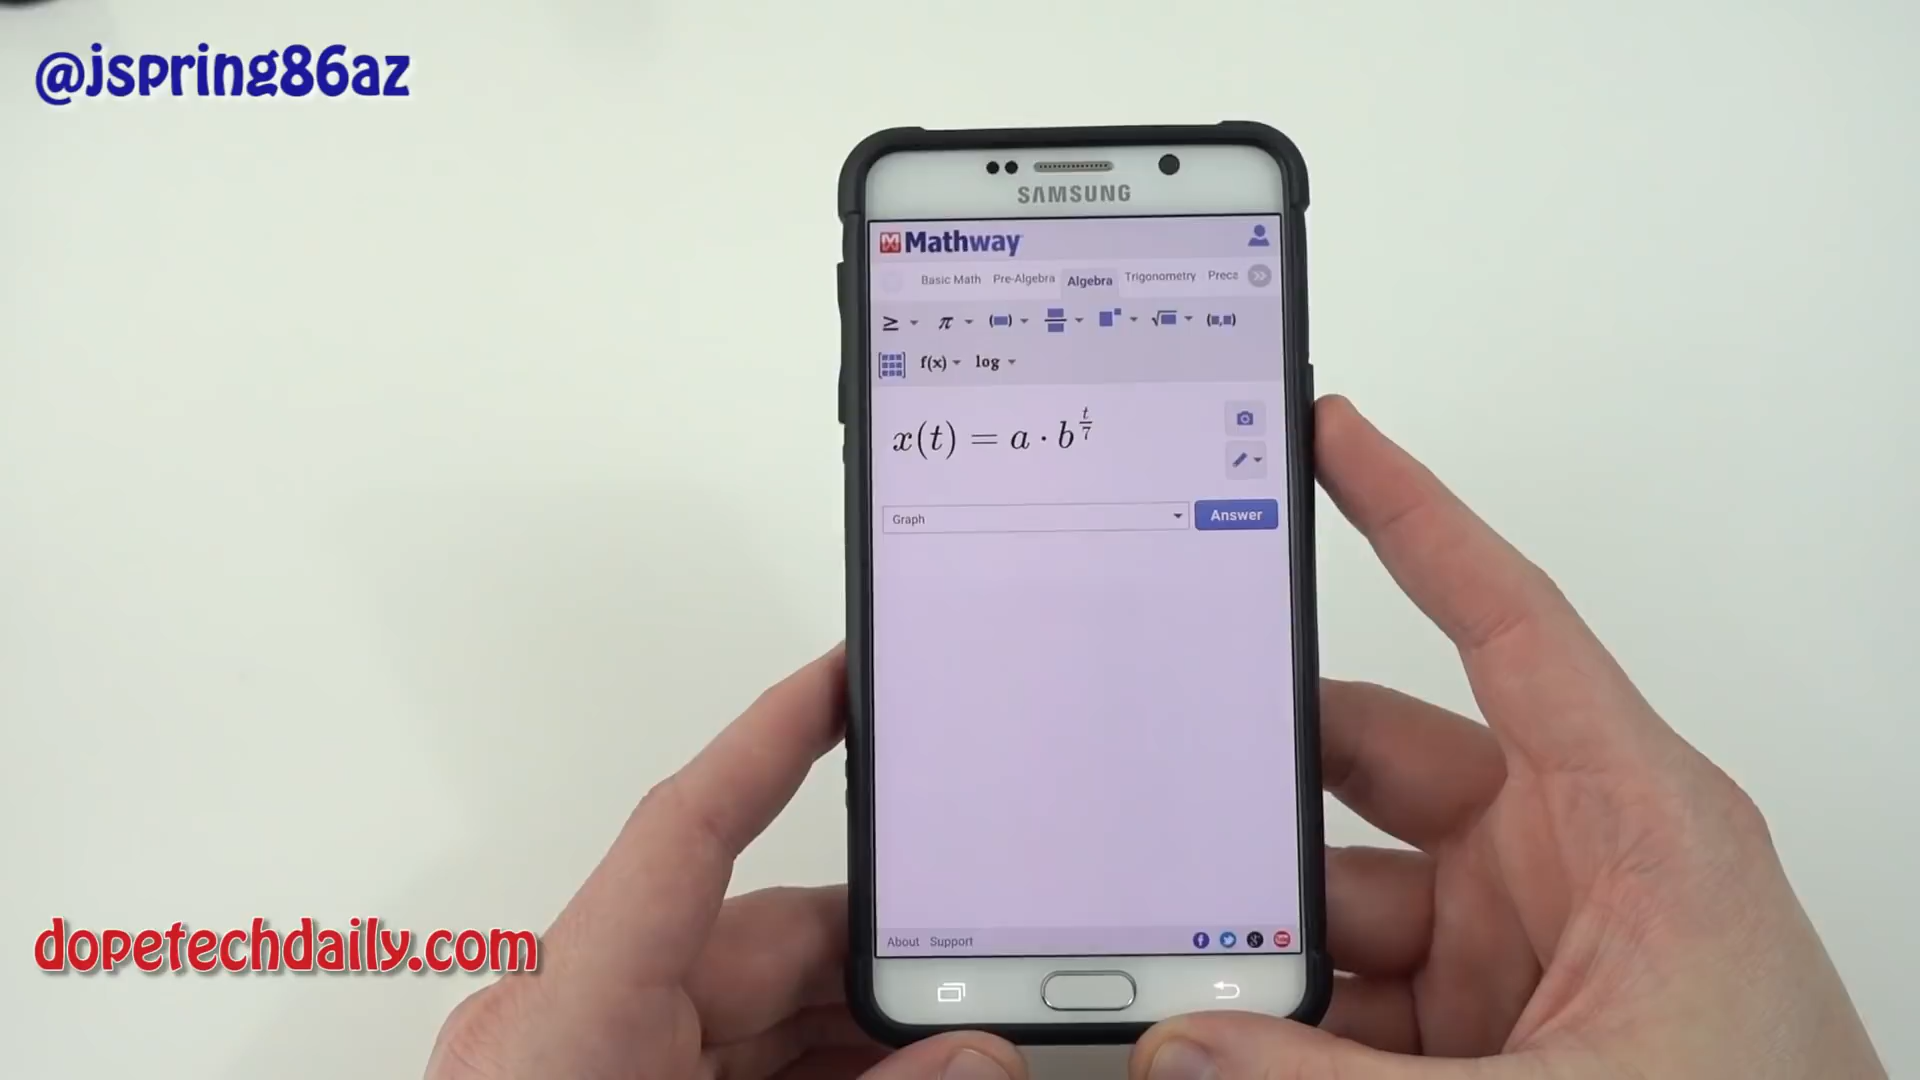 @jspring86az
SAMSUNG
Mathway
Basic Math Pre-Algebra Algebra Trigonometry Preca
≥ π (■) √■ (■,■)
f(x) log
x(t) = a · b^{t/7}
Graph Answer
About Support
dopetechdaily.com